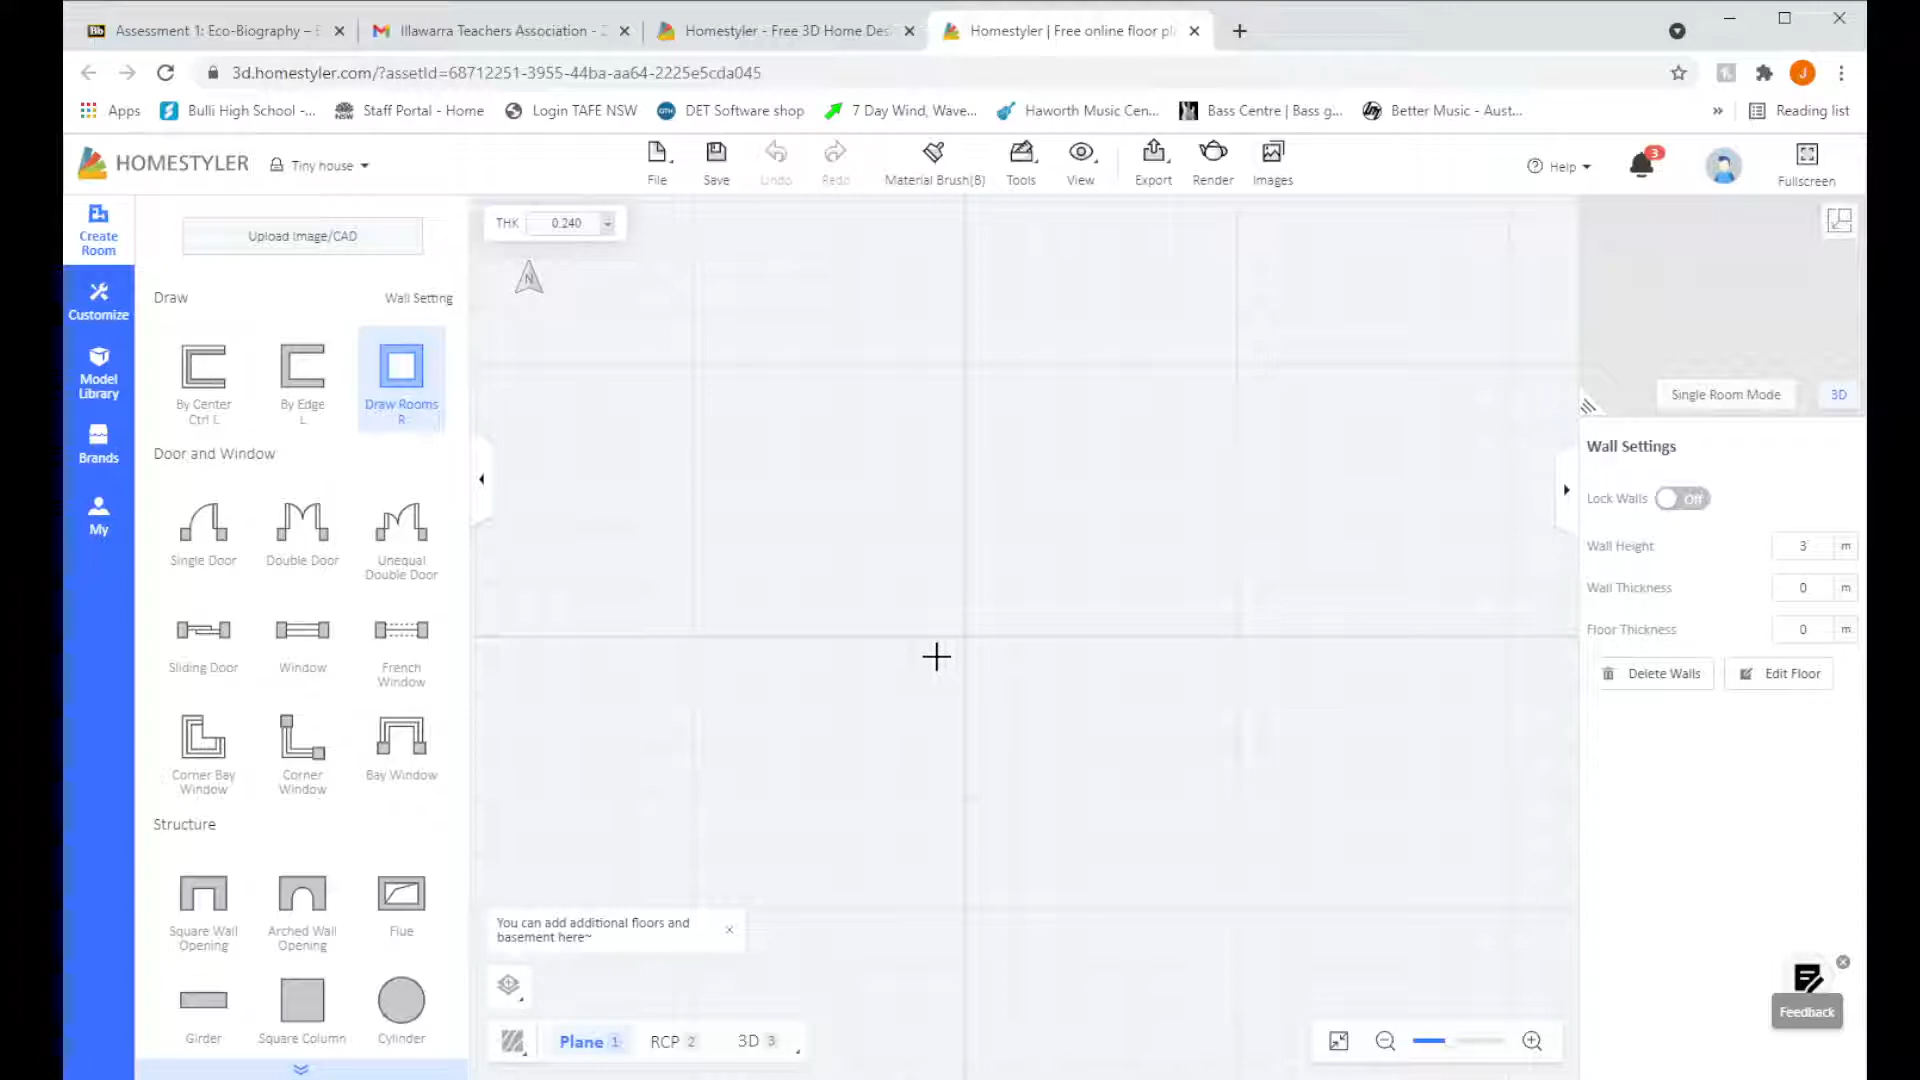 Assessment 1: Eco-Biography –
Illawarra Teachers Association -
Homestyler - Free 3D Home Des
Homestyler | Free online floor pl
3d.homestyler.com/?assetId=68712251-3955-44ba-aa64-2225e5cda045
J
Apps
Bulli High School -...
Staff Portal - Home
Login TAFE NSW
DET Software shop
7 Day Wind, Wave...
Haworth Music Cen...
Bass Centre | Bass g...
Better Music - Aust...
»
Reading list
HOMESTYLER
Tiny house
File
Save
Undo
Redo
Material Brush(B)
Tools
View
Export
Render
Images
Help
3
Fullscreen
Create
Room
Customize
Model
Library
Brands
My
Upload Image/CAD
Draw
Wall Setting
By Center
Ctrl L
By Edge
L
Draw Rooms
R
Door and Window
Single Door
Double Door
Unequal
Double Door
Sliding Door
Window
French
Window
Corner Bay
Window
Corner
Window
Bay Window
Structure
Square Wall
Opening
Arched Wall
Opening
Flue
Girder
Square Column
Cylinder
THK 0.240
N
You can add additional floors and
basement here~
Plane 1
RCP 2
3D 3
Single Room Mode
3D
Wall Settings
Lock Walls Off
Wall Height 3 m
Wall Thickness 0 m
Floor Thickness 0 m
Delete Walls
Edit Floor
Feedback